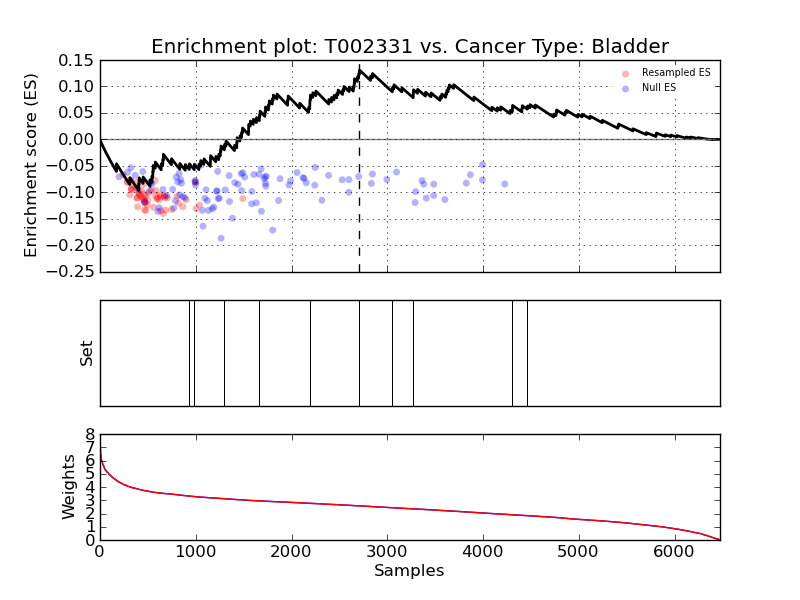 Enrichment plot: T002331 vs. Cancer Type: Bladder
Enrichment score (ES)
0.15
0.10
0.05
0.00
−0.05
−0.10
−0.15
−0.20
−0.25
Resampled ES
Null ES
Set
Weights
8
7
6
5
4
3
2
1
0
0 1000 2000 3000 4000 5000 6000
Samples